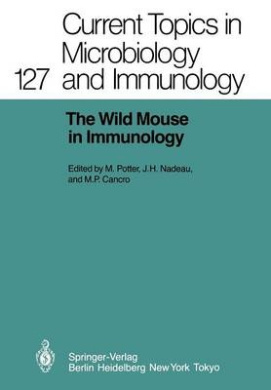 Current Topics in
Microbiology
127 and Immunology
The Wild Mouse
in Immunology
Edited by M. Potter, J.H. Nadeau,
and M.P. Cancro
Springer-Verlag
Berlin Heidelberg New York Tokyo